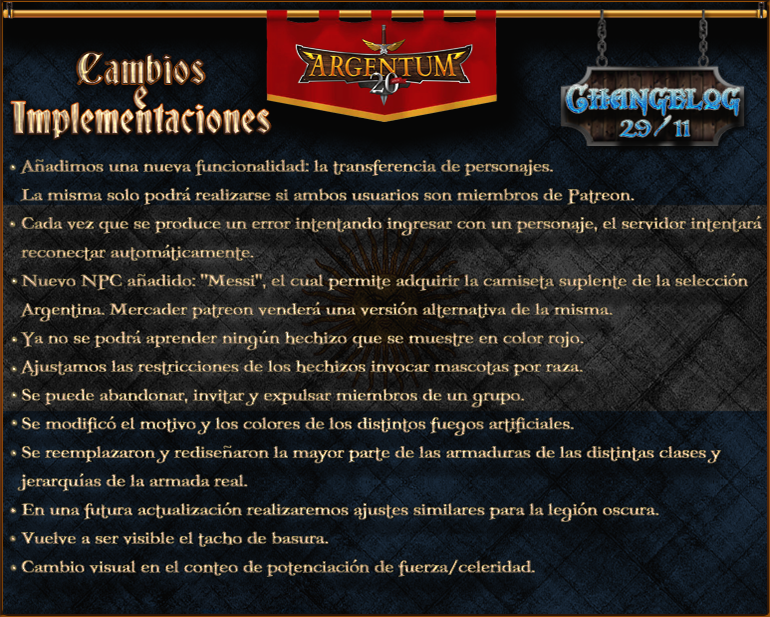 Cambios
e
Implementaciones
ARGENTUM
20
CHANGELOG
29/11
• Añadimos una nueva funcionalidad: la transferencia de personajes.
La misma solo podrá realizarse si ambos usuarios son miembros de Patreon.
• Cada vez que se produce un error intentando ingresar con un personaje, el servidor intentará
reconectar automáticamente.
• Nuevo NPC añadido: "Messi", el cual permite adquirir la camiseta suplente de la selección
Argentina. Mercader patreon venderá una versión alternativa de la misma.
• Ya no se podrá aprender ningún hechizo que se muestre en color rojo.
• Ajustamos las restricciones de los hechizos invocar mascotas por raza.
• Se puede abandonar, invitar y expulsar miembros de un grupo.
• Se modificó el motivo y los colores de los distintos fuegos artificiales.
• Se reemplazaron y rediseñaron la mayor parte de las armaduras de las distintas clases y
jerarquías de la armada real.
• En una futura actualización realizaremos ajustes similares para la legión oscura.
• Vuelve a ser visible el tacho de basura.
• Cambio visual en el conteo de potenciación de fuerza/celeridad.